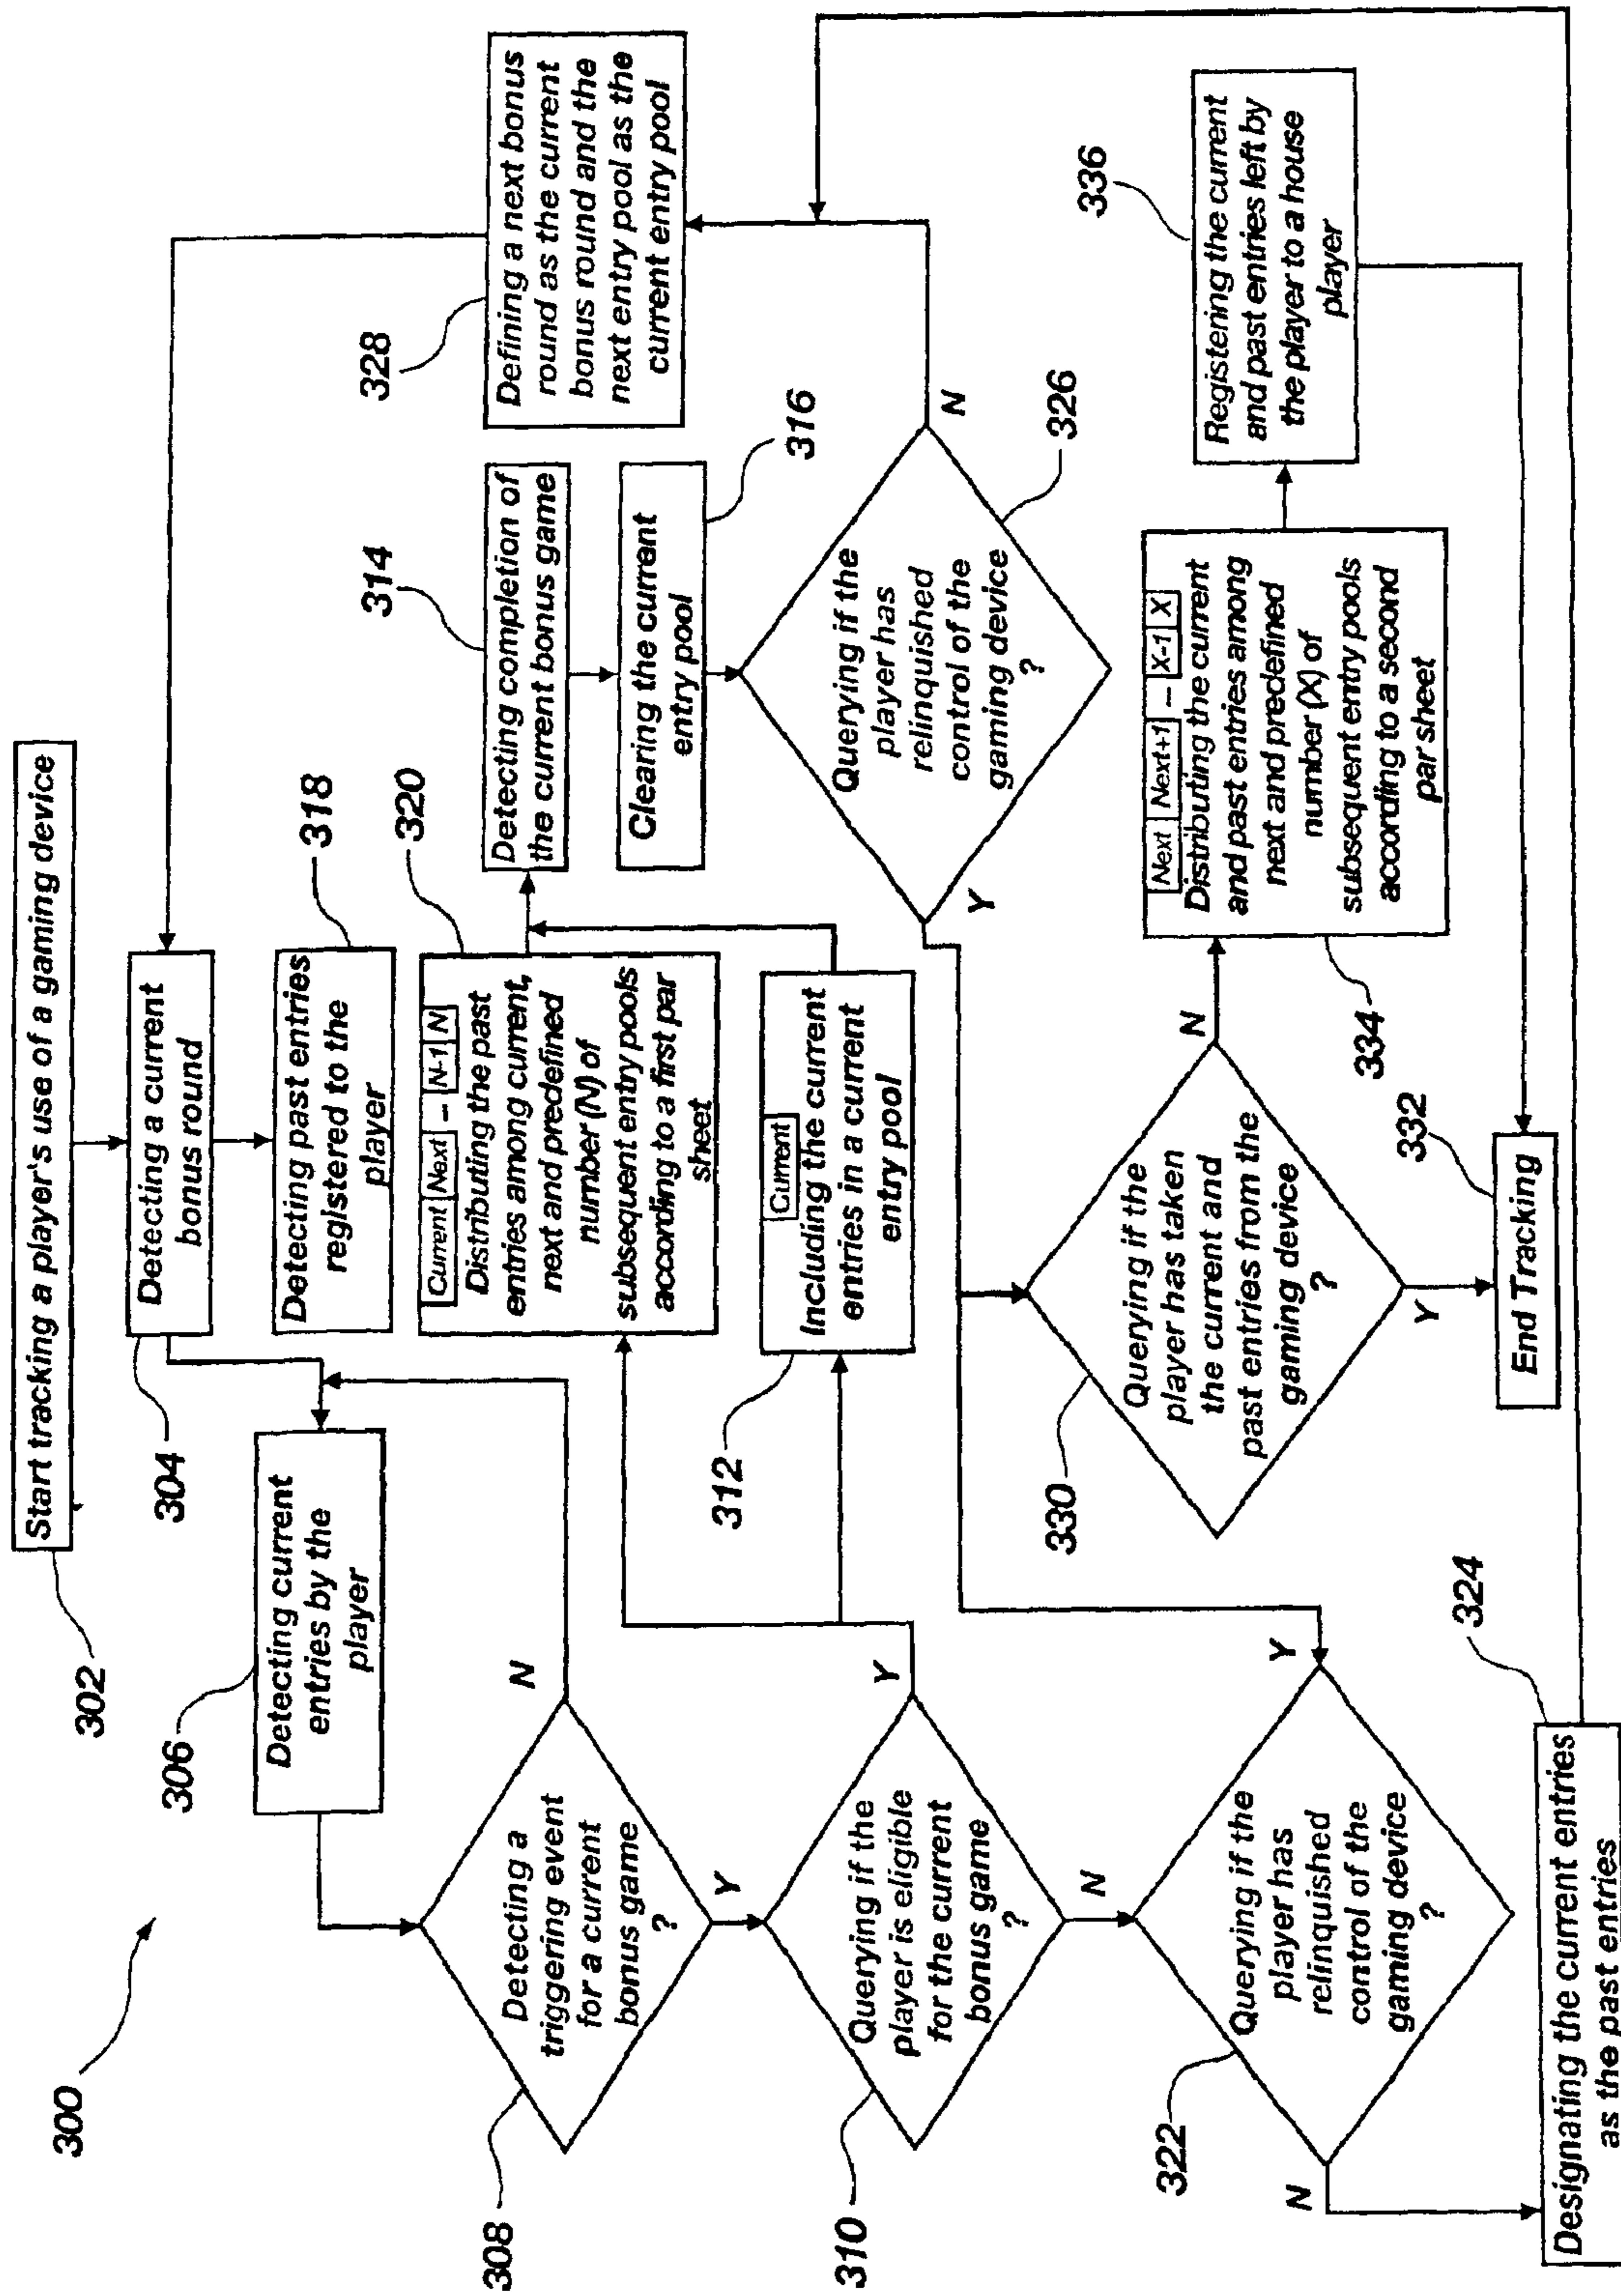 300
302
Start tracking a player's use of a gaming device
304
Detecting a current
bonus round
306
Detecting current
entries by the
player
318
Detecting past entries
registered to the
player
308
Detecting a
triggering event
for a current
bonus game
?
N
Y
320
Current Next – N-1 N
Distributing the past
entries among current,
next and predefined
number (N) of
subsequent entry pools
according to a first par
sheet
310
Querying if the
player is eligible
for the current
bonus game
?
Y
N
312
Current
Including the current
entries in a current
entry pool
314
Detecting completion of
the current bonus game
316
Clearing the current
entry pool
326
Querying if the
player has
relinquished
control of the
gaming device
?
Y
N
328
Defining a next bonus
round as the current
bonus round and the
next entry pool as the
current entry pool
322
Querying if the
player has
relinquished
control of the
gaming device
?
Y
N
324
Designating the current entries
as the past entries
330
Querying if the
player has taken
the current and
past entries from the
gaming device
?
N
Y
332
End Tracking
334
Next Next+1 – X-1 X
Distributing the current
and past entries among
next and predefined
number (X) of
subsequent entry pools
according to a second
par sheet
336
Registering the current
and past entries left by
the player to a house
player